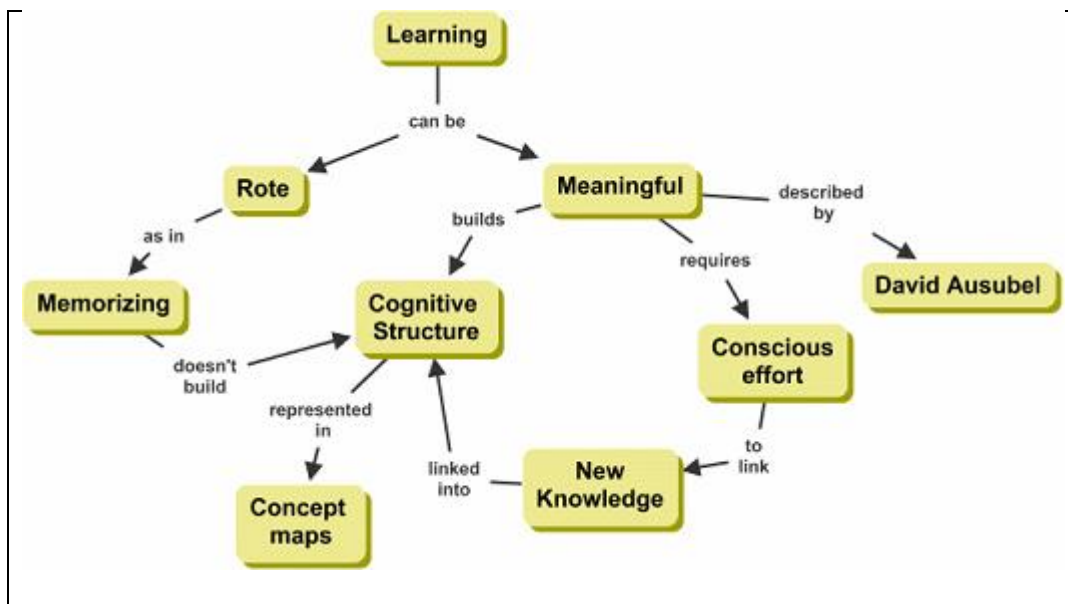 Learning
can be
Rote
Meaningful
described
by
as in
builds
requires
Memorizing
Cognitive
Structure
David Ausubel
Conscious
effort
doesn't
build
represented
in
to
link
linked
into
New
Knowledge
Concept
maps